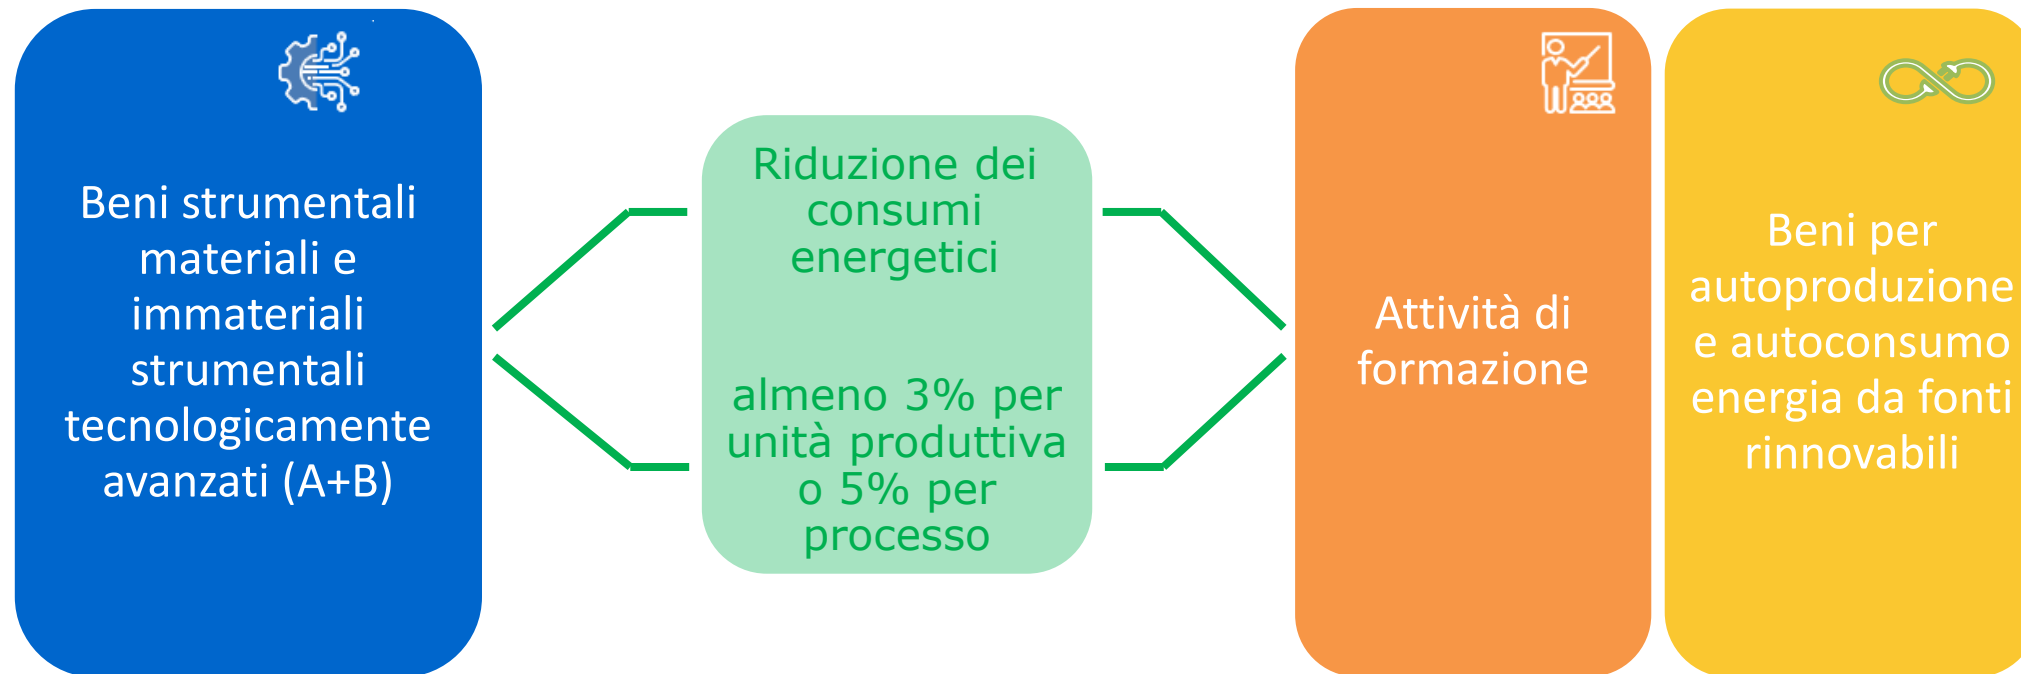 Beni strumentali
materiali e
immateriali
strumentali
tecnologicamente
avanzati (A+B)
Riduzione dei
consumi
energetici
almeno 3% per
unità produttiva
o 5% per
processo
Attività di
formazione
Beni per
autoproduzione
e autoconsumo
energia da fonti
rinnovabili